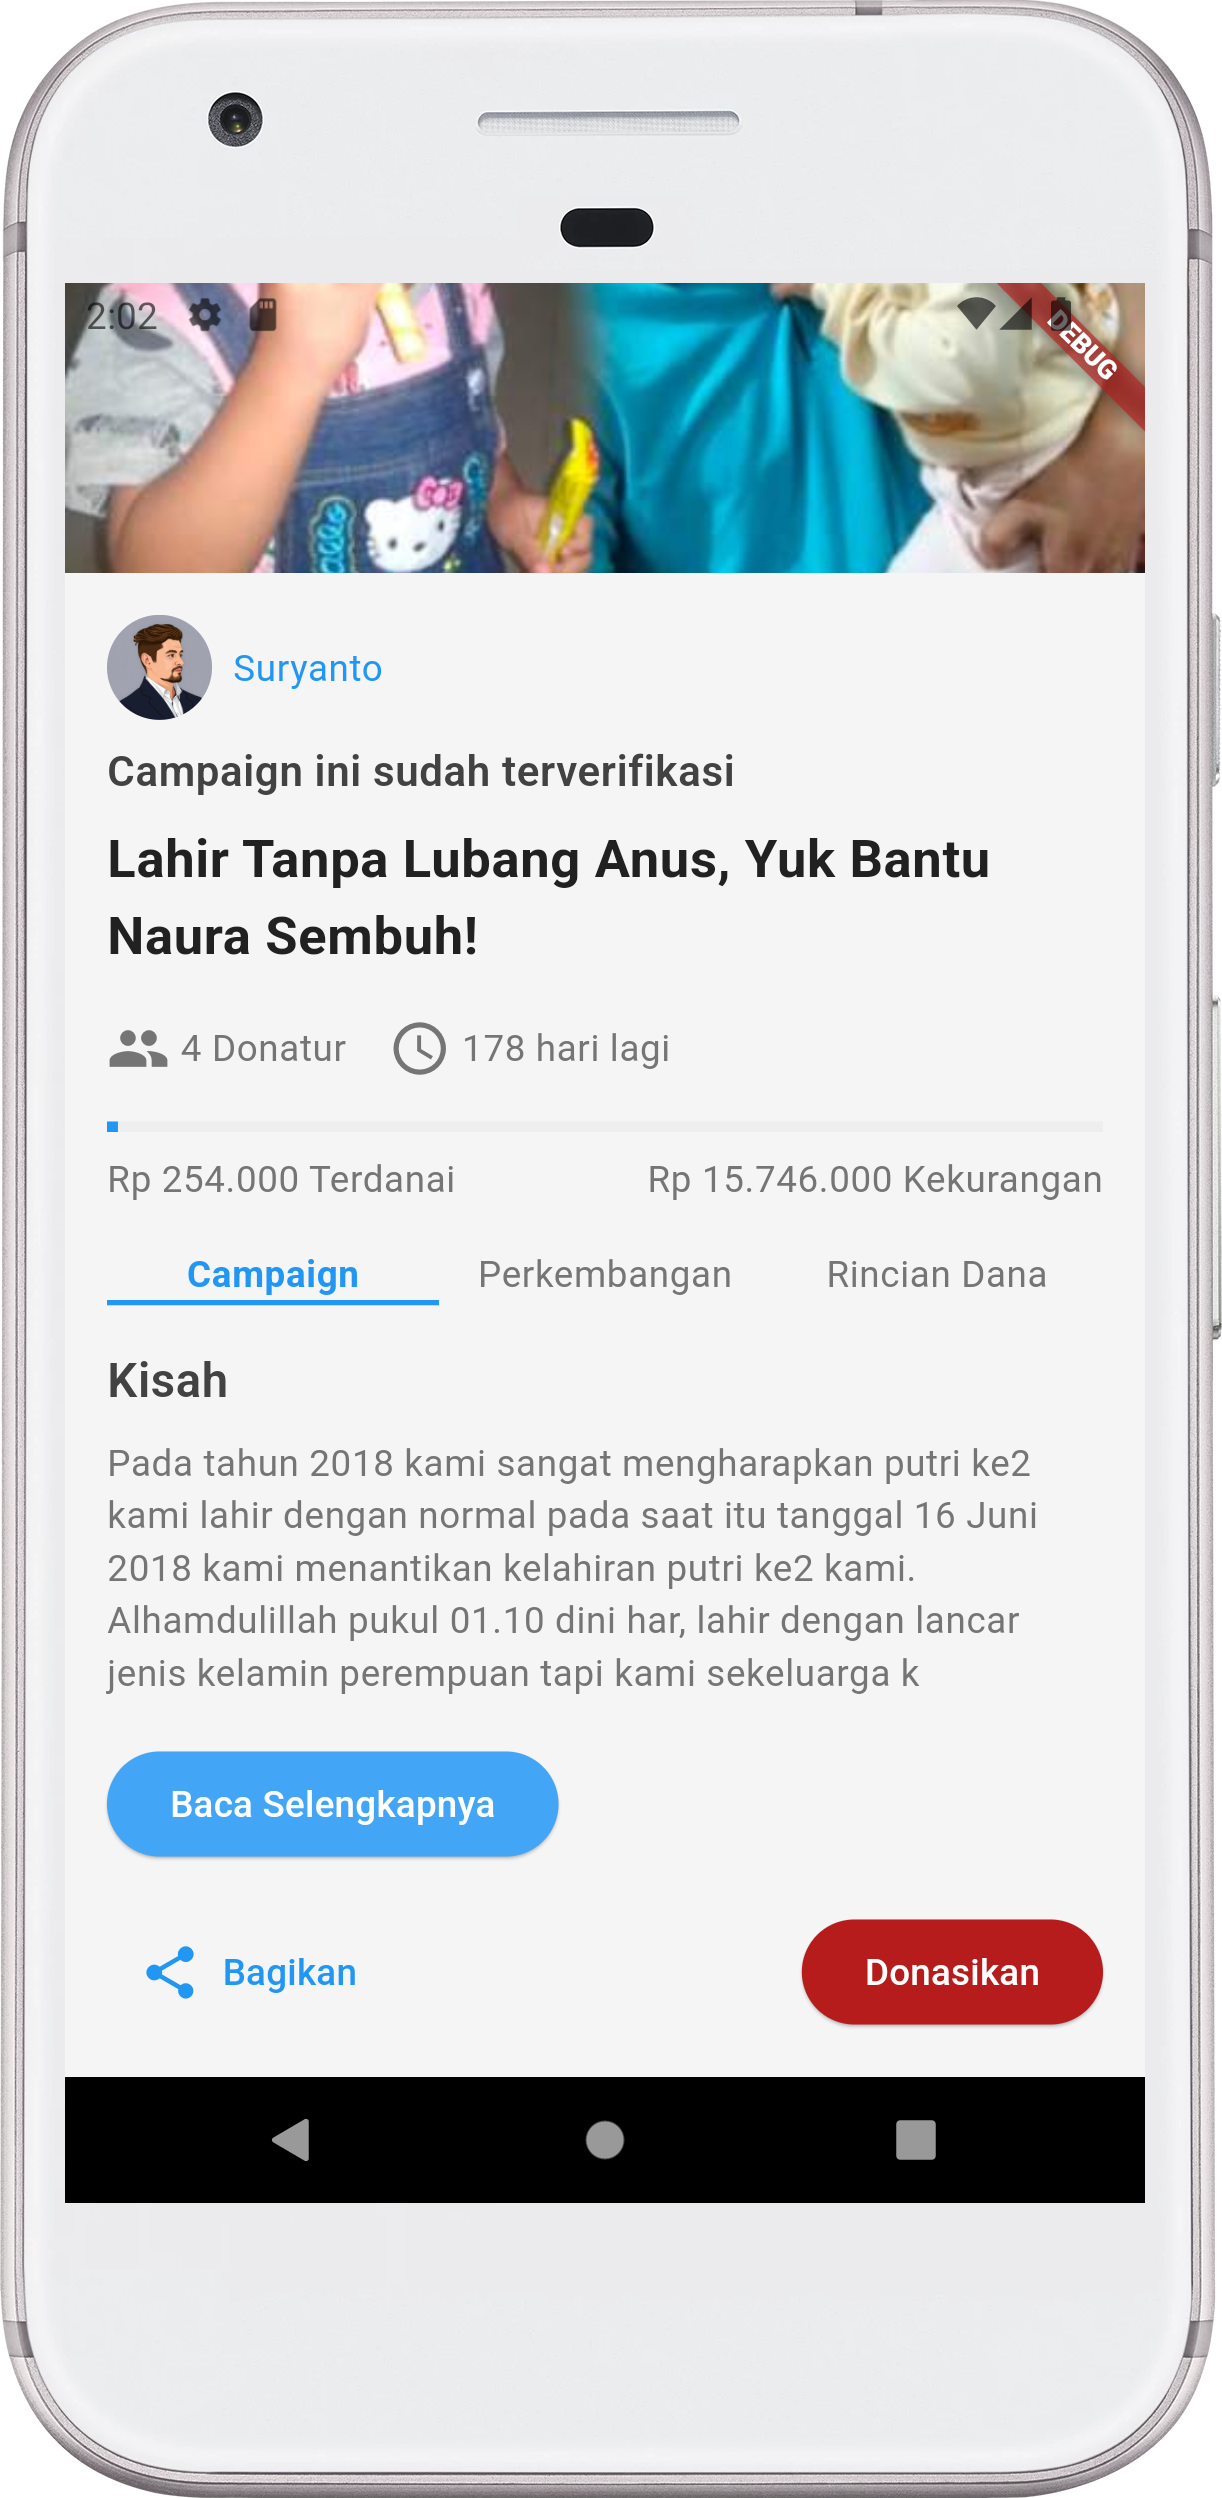 2:02
DEBUG
Suryanto
Campaign ini sudah terverifikasi
Lahir Tanpa Lubang Anus, Yuk Bantu
Naura Sembuh!
4 Donatur 178 hari lagi
Rp 254.000 Terdanai Rp 15.746.000 Kekurangan
Campaign Perkembangan Rincian Dana
Kisah
Pada tahun 2018 kami sangat mengharapkan putri ke2
kami lahir dengan normal pada saat itu tanggal 16 Juni
2018 kami menantikan kelahiran putri ke2 kami.
Alhamdulillah pukul 01.10 dini har, lahir dengan lancar
jenis kelamin perempuan tapi kami sekeluarga k
Baca Selengkapnya
Bagikan Donasikan